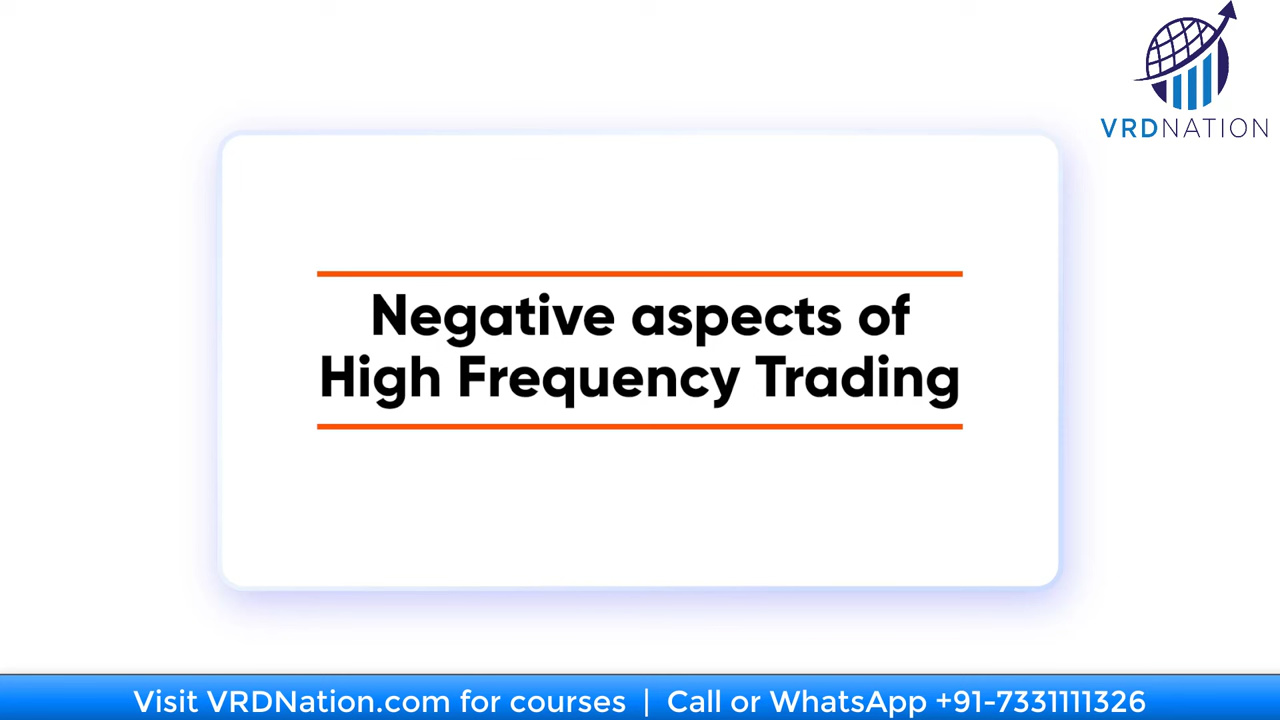 VRDNATION
Negative aspects of
High Frequency Trading
Visit VRDNation.com for courses | Call or WhatsApp +91-7331111326